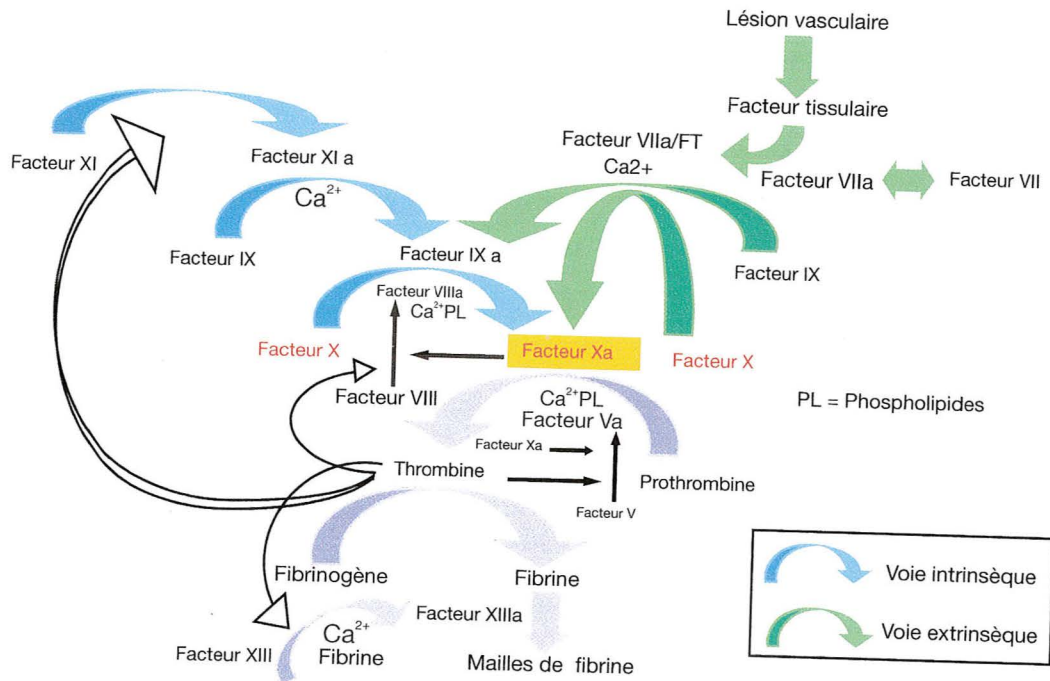 Lésion vasculaire
Facteur tissulaire
Facteur VIIa/FT
Ca2+
Facteur VIIa
Facteur VII
Facteur XI
Facteur XI a
Ca²⁺
Facteur IX
Facteur IX a
Facteur IX
Facteur VIIIa
Ca²⁺PL
Facteur X
Facteur Xa
Facteur X
Facteur VIII
Ca²⁺PL
Facteur Va
PL = Phospholipides
Facteur Xa
Thrombine
Prothrombine
Facteur V
Fibrinogène
Fibrine
Facteur XIIIa
Ca²⁺
Fibrine
Facteur XIII
Mailles de fibrine
Voie intrinsèque
Voie extrinsèque